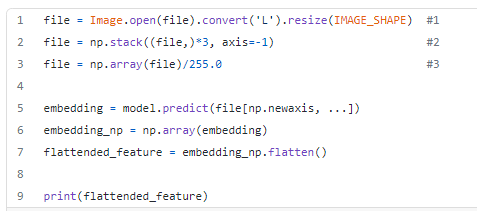 1 file = Image.open(file).convert('L').resize(IMAGE_SHAPE) #1
2 file = np.stack((file,)*3, axis=-1) #2
3 file = np.array(file)/255.0 #3
4
5 embedding = model.predict(file[np.newaxis, ...])
6 embedding_np = np.array(embedding)
7 flattended_feature = embedding_np.flatten()
8
9 print(flattended_feature)